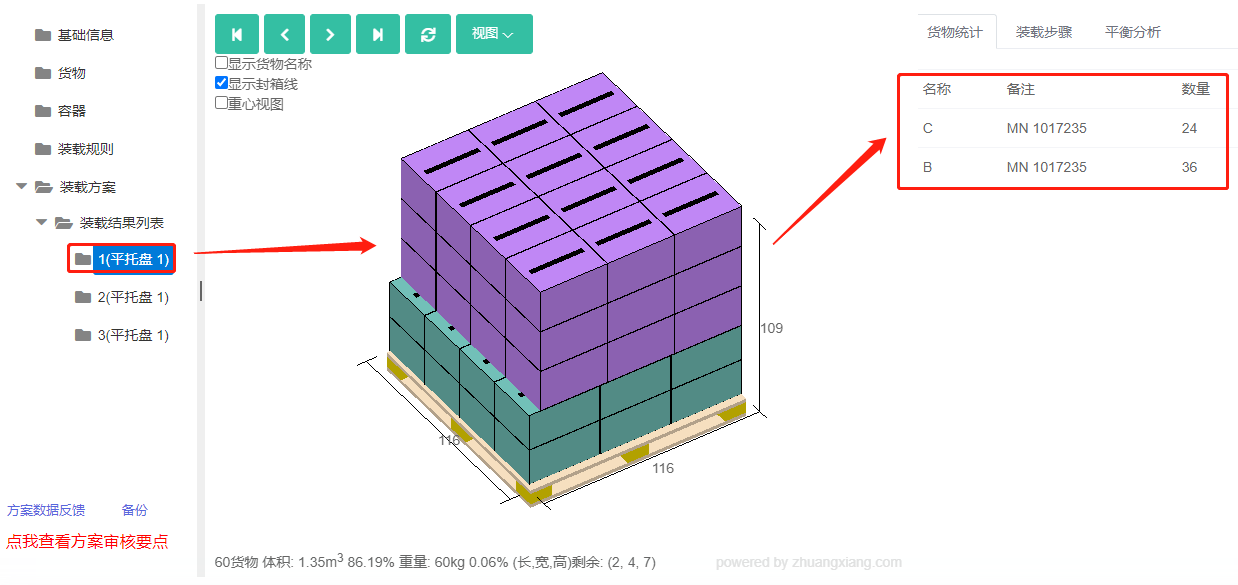 基础信息
货物
容器
装载规则
装载方案
装载结果列表
1(平托盘 1)
2(平托盘 1)
3(平托盘 1)
方案数据反馈 备份
点我查看方案审核要点
视图
显示货物名称
显示封箱线
重心视图
109
116
116
60货物 体积: 1.35m3 86.19% 重量: 60kg 0.06% (长,宽,高)剩余: (2, 4, 7)
powered by zhuangxiang.com
货物统计 装载步骤 平衡分析
名称 备注 数量
C MN 1017235 24
B MN 1017235 36